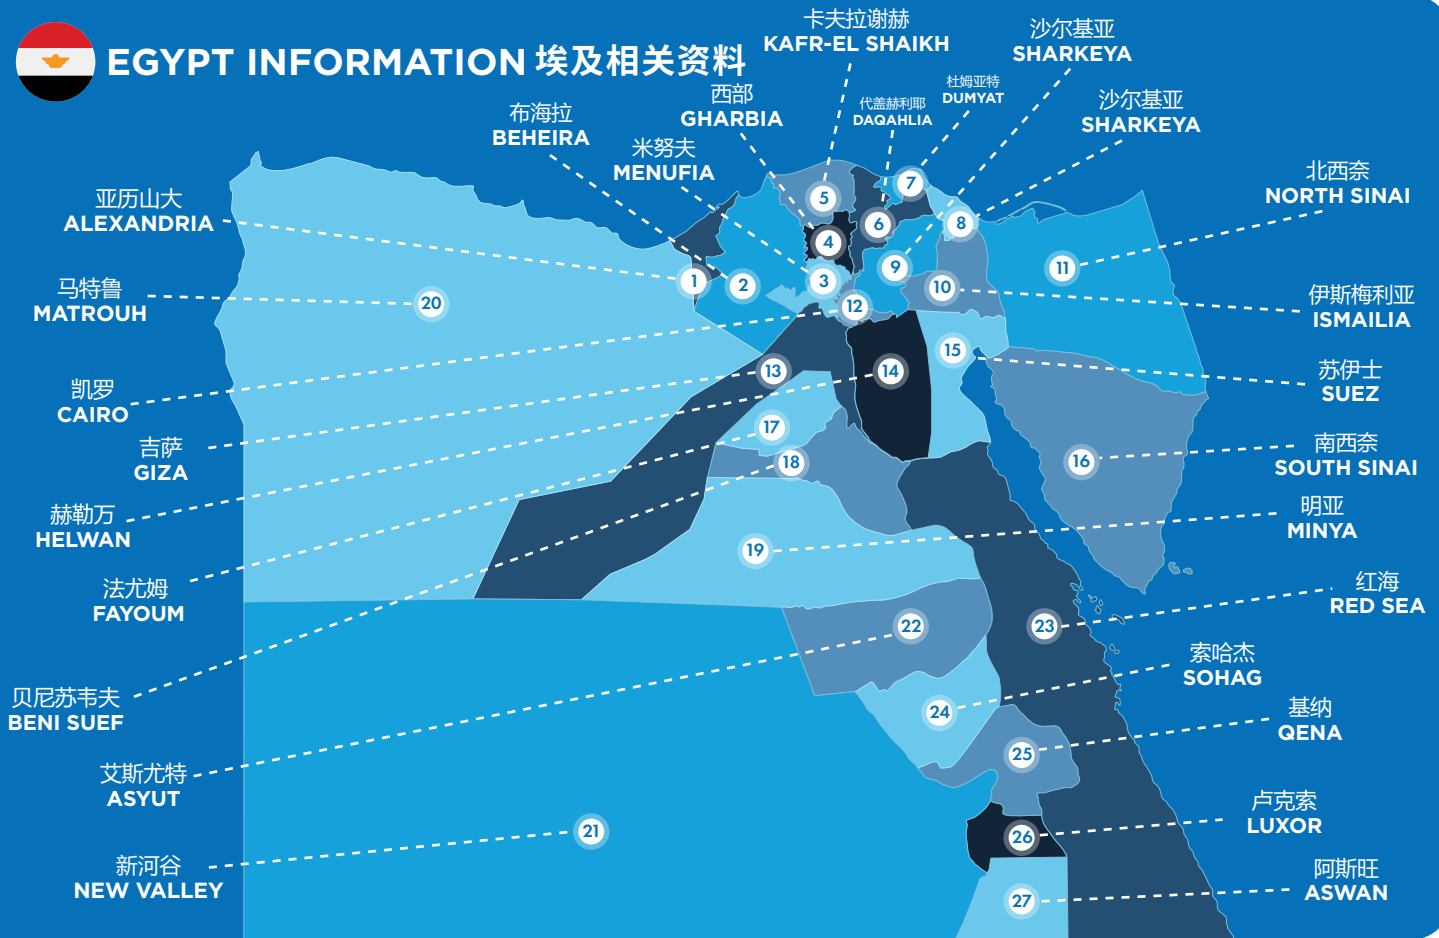 EGYPT INFORMATION 埃及相关资料
卡夫拉谢赫
KAFR-EL SHAIKH
沙尔基亚
SHARKEYA
西部
GHARBIA
代盖赫利耶
DAQAHLIA
杜姆亚特
DUMYAT
沙尔基亚
SHARKEYA
布海拉
BEHEIRA
米努夫
MENUFIA
北西奈
NORTH SINAI
亚历山大
ALEXANDRIA
马特鲁
MATROUH
伊斯梅利亚
ISMAILIA
凯罗
CAIRO
苏伊士
SUEZ
吉萨
GIZA
南西奈
SOUTH SINAI
赫勒万
HELWAN
明亚
MINYA
法尤姆
FAYOUM
红海
RED SEA
贝尼苏韦夫
BENI SUEF
索哈杰
SOHAG
基纳
QENA
艾斯尤特
ASYUT
卢克索
LUXOR
新河谷
NEW VALLEY
阿斯旺
ASWAN
1
2
3
4
5
6
7
8
9
10
11
12
13
14
15
16
17
18
19
20
21
22
23
24
25
26
27